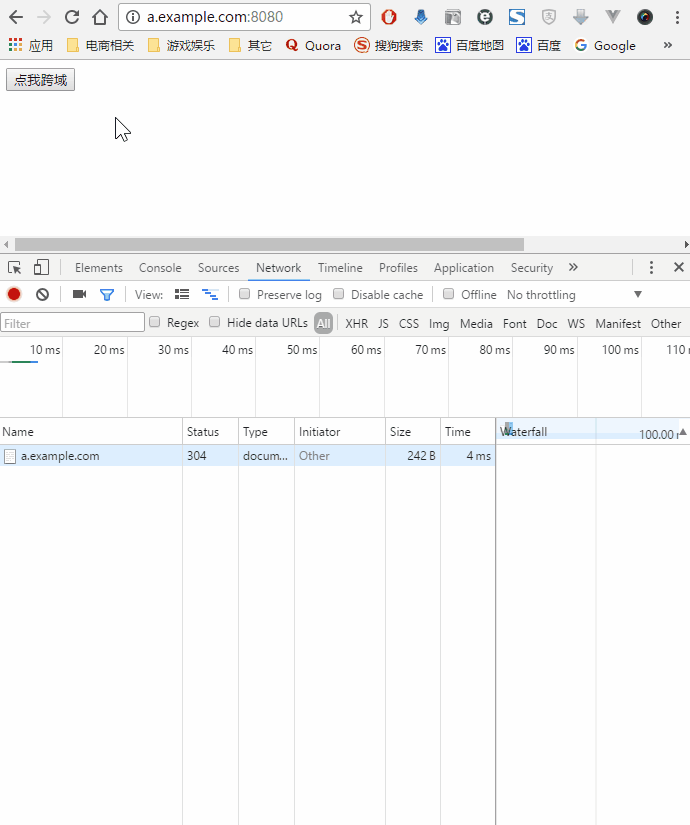 a.example.com:8080
应用 电商相关 游戏娱乐 其它 Quora 搜狗搜索 百度地图 百度 Google »
点我跨域
Elements Console Sources Network Timeline Profiles Application Security »
View: Preserve log Disable cache Offline No throttling
Filter Regex Hide data URLs All XHR JS CSS Img Media Font Doc WS Manifest Other
10 ms 20 ms 30 ms 40 ms 50 ms 60 ms 70 ms 80 ms 90 ms 100 ms 110
Name Status Type Initiator Size Time Waterfall 100.00
a.example.com 304 docum... Other 242 B 4 ms